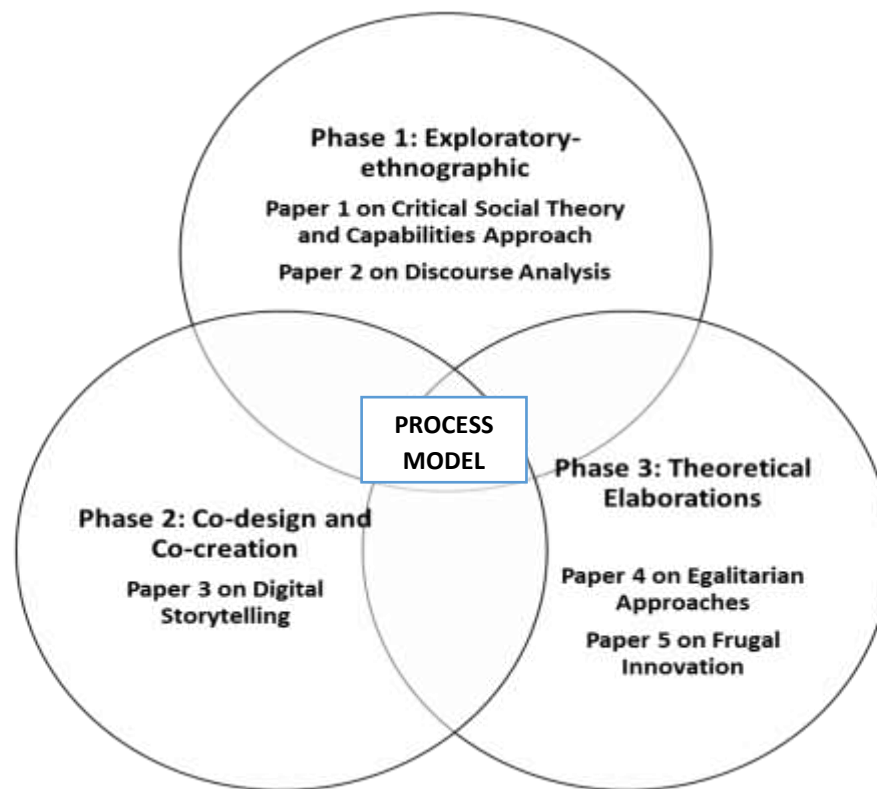 Phase 1: Exploratory-
ethnographic
Paper 1 on Critical Social Theory
and Capabilities Approach
Paper 2 on Discourse Analysis
PROCESS
MODEL
Phase 2: Co-design and
Co-creation
Paper 3 on Digital
Storytelling
Phase 3: Theoretical
Elaborations
Paper 4 on Egalitarian
Approaches
Paper 5 on Frugal
Innovation